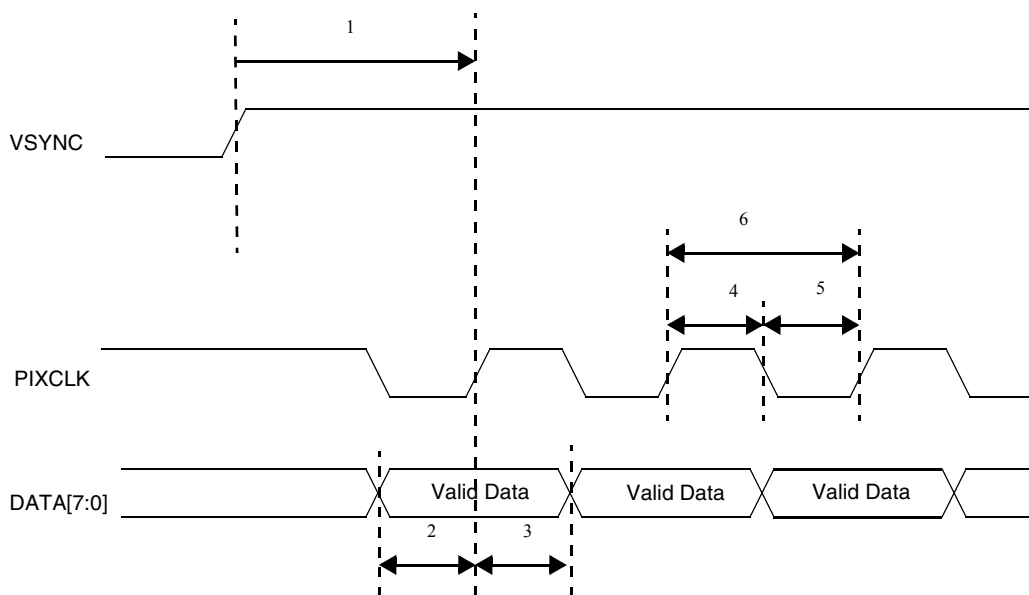 1
VSYNC
6
4
5
PIXCLK
DATA[7:0]
Valid Data
Valid Data
Valid Data
2
3